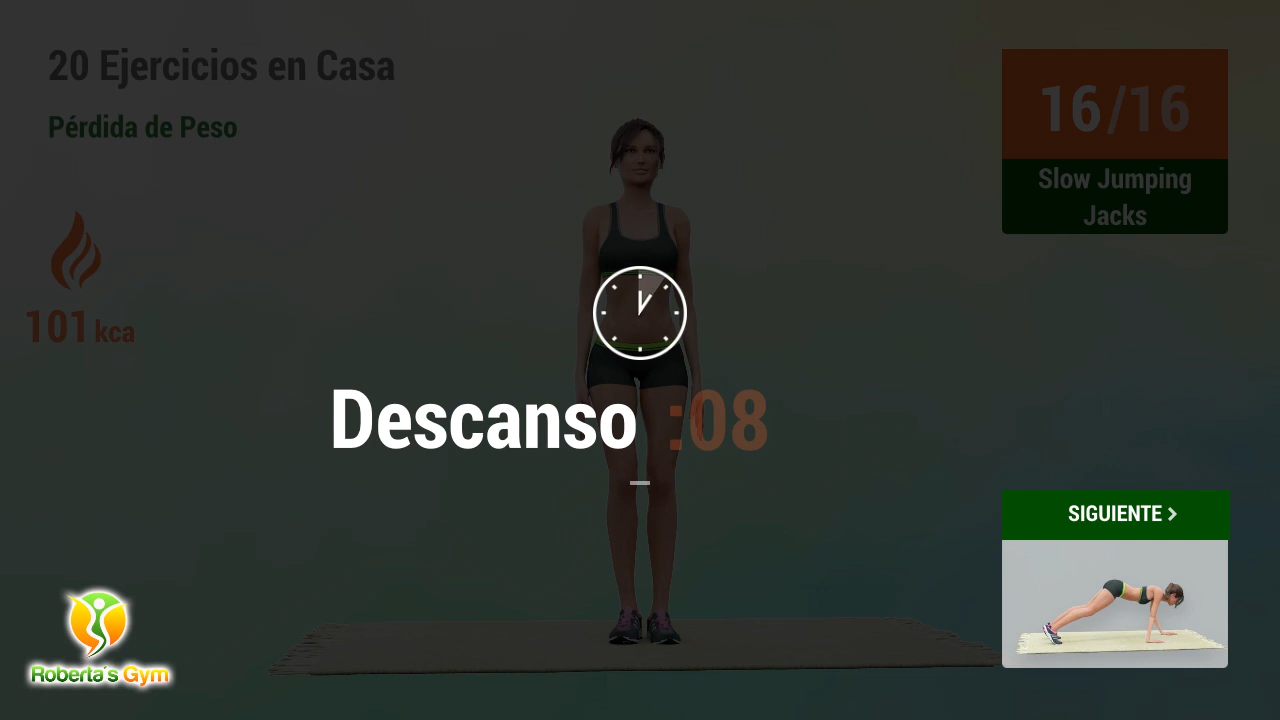 20 Ejercicios en Casa
Pérdida de Peso
16/16
Slow Jumping
Jacks
101 kca
Descanso :08
SIGUIENTE >
Roberta´s Gym